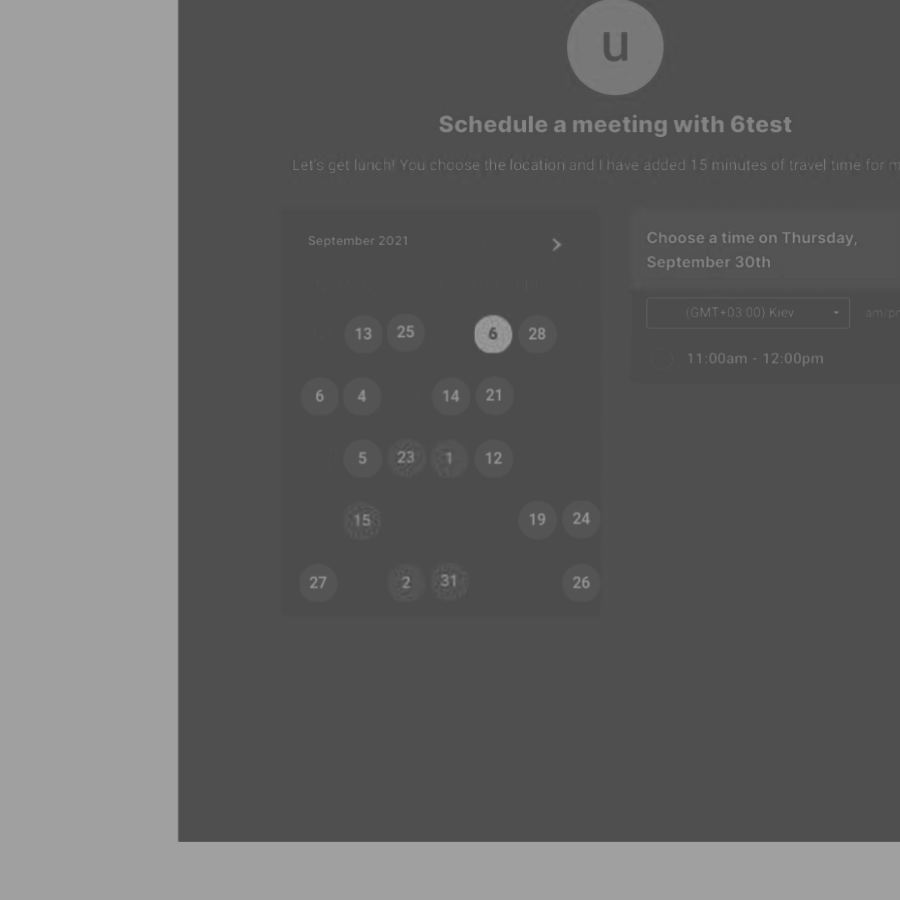 u
Schedule a meeting with 6test
Let's get lunch! You choose the location and I have added 15 minutes of travel time for m
September 2021
Choose a time on Thursday,
September 30th
(GMT+03:00) Kiev
am/p
11:00am - 12:00pm
13 25 6 28
6 4 14 21
5 23 1 12
15 19 24
27 2 31 26